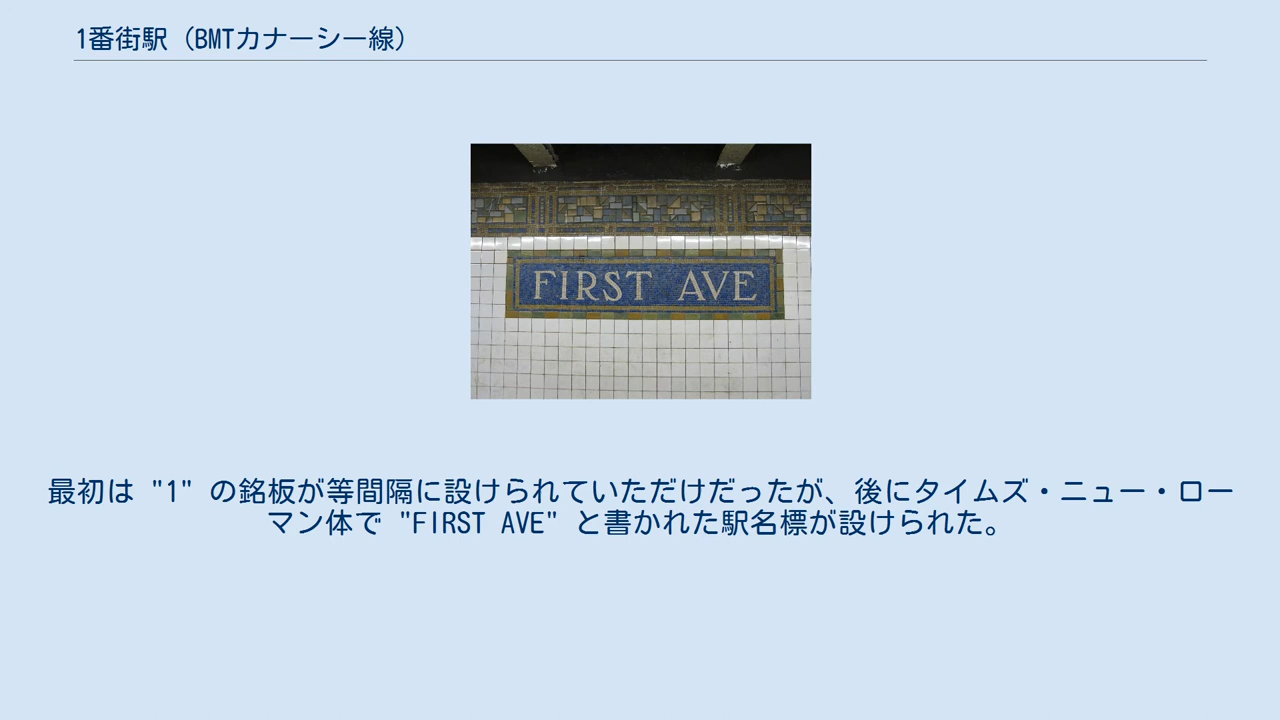 1番街駅（BMTカナーシー線）
FIRST AVE
最初は "1" の銘板が等間隔に設けられていただけだったが、後にタイムズ・ニュー・ロー
マン体で "FIRST AVE" と書かれた駅名標が設けられた。